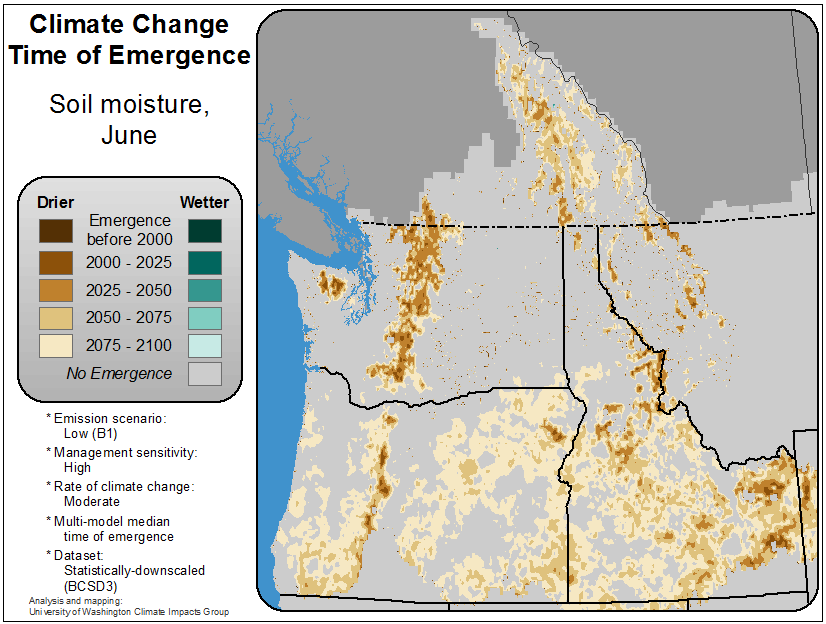 Climate Change
Time of Emergence
Soil moisture,
June
Drier Wetter
Emergence
before 2000
2000 - 2025
2025 - 2050
2050 - 2075
2075 - 2100
No Emergence
* Emission scenario:
Low (B1)
* Management sensitivity:
High
* Rate of climate change:
Moderate
* Multi-model median
time of emergence
* Dataset:
Statistically-downscaled
(BCSD3)
Analysis and mapping:
University of Washington Climate Impacts Group